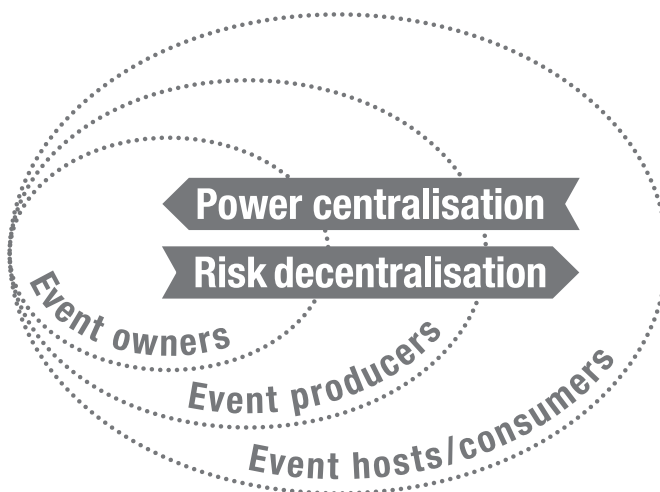 Power centralisation
Risk decentralisation
Event owners
Event producers
Event hosts/consumers